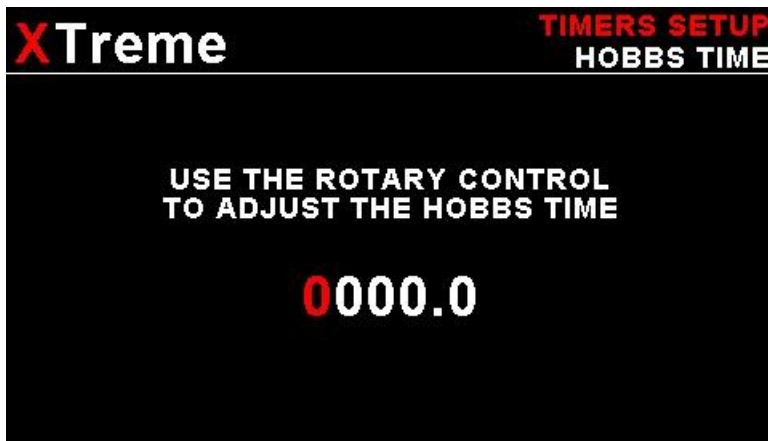 XTreme
TIMERS SETUP
HOBBS TIME
USE THE ROTARY CONTROL
TO ADJUST THE HOBBS TIME
0000.0